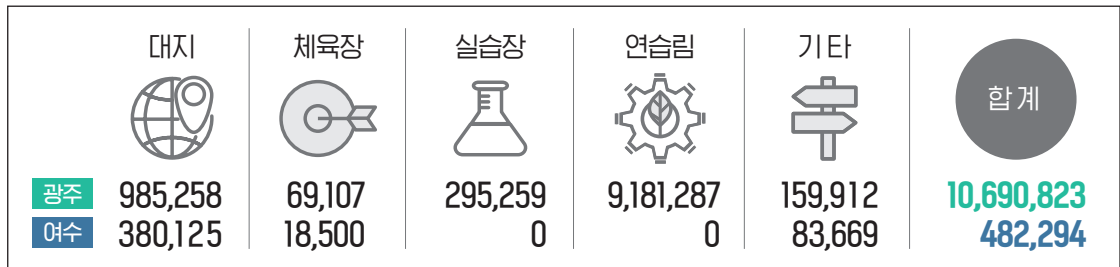 대지 체육장 실습장 연습림 기타 합계
광주 985,258 69,107 295,259 9,181,287 159,912 10,690,823
여수 380,125 18,500 0 0 83,669 482,294